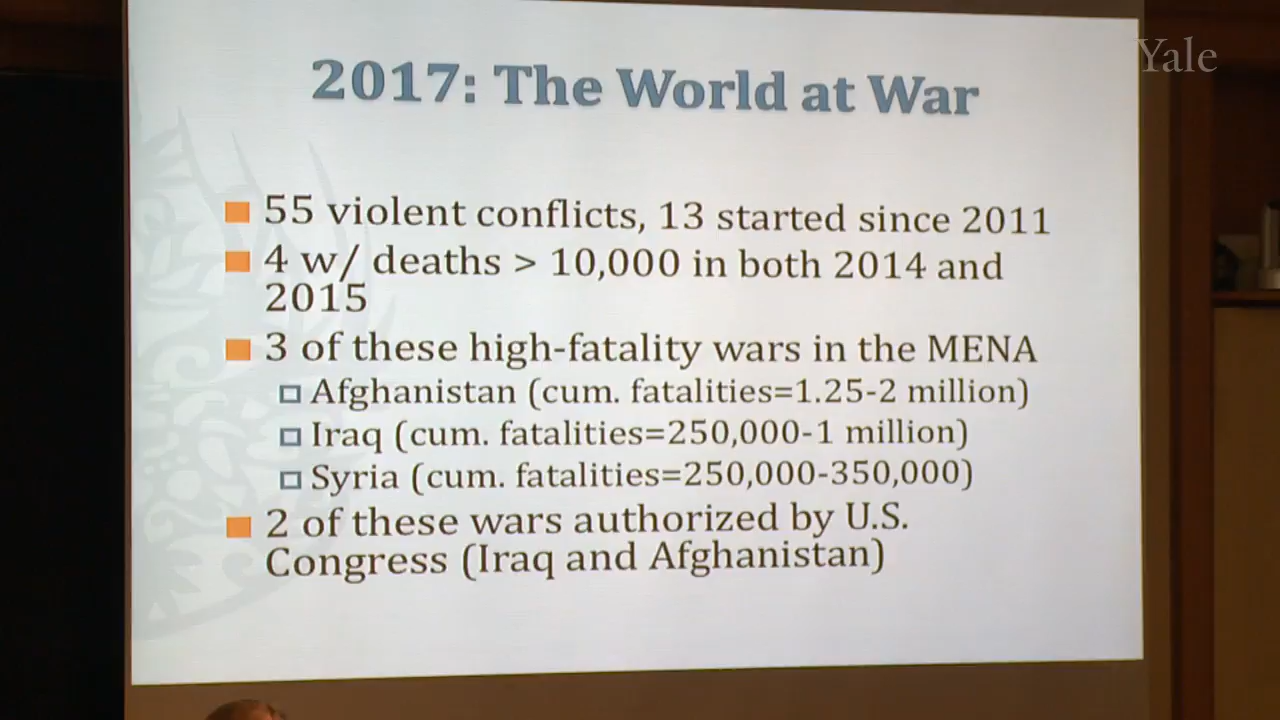 Yale
2017: The World at War
55 violent conflicts, 13 started since 2011
4 w/ deaths > 10,000 in both 2014 and
2015
3 of these high-fatality wars in the MENA
Afghanistan (cum. fatalities=1.25-2 million)
Iraq (cum. fatalities=250,000-1 million)
Syria (cum. fatalities=250,000-350,000)
2 of these wars authorized by U.S.
Congress (Iraq and Afghanistan)